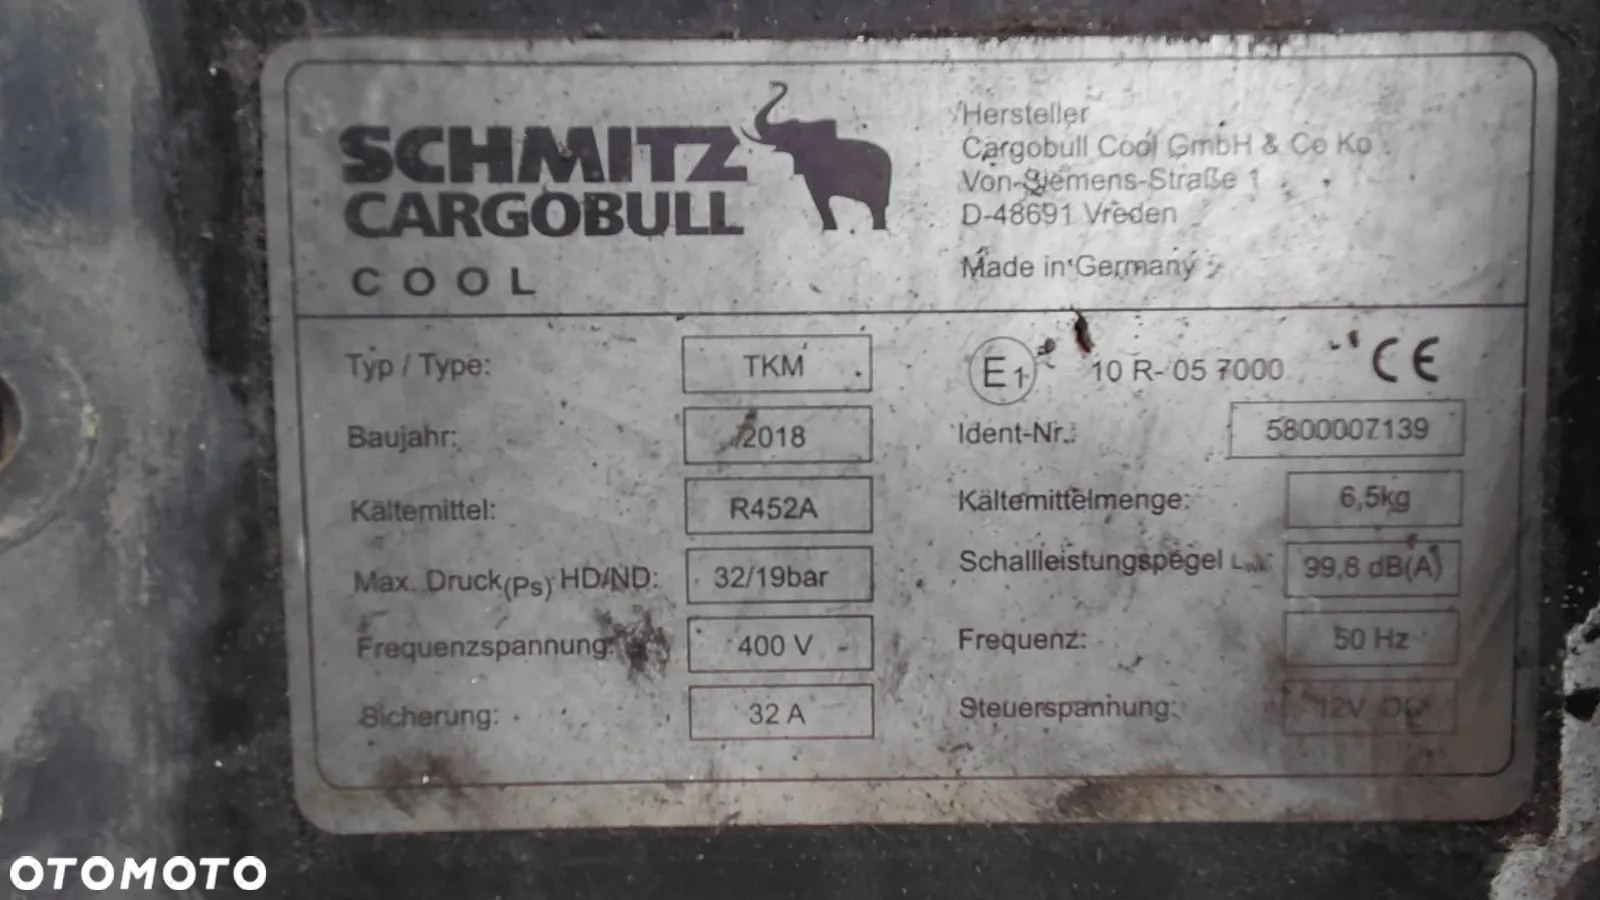 SCHMITZ
CARGOBULL
COOL
Hersteller
Cargobull Cool GmbH & Co Ko
Von-Siemens-Straße 1
D-48691 Vreden
Made in Germany
Typ / Type: TKM
E1 10 R- 05 7000 CE
Baujahr: 2018
Ident-Nr.: 5800007139
Kältemittel: R452A
Kältemittelmenge: 6,5kg
Max. Druck(Ps) HD/ND: 32/19bar
Schallleistungspegel 99,8 dB(A)
Frequenzspannung: 400 V
Frequenz: 50 Hz
Sicherung: 32 A
Steuerspannung: 12V DC
OTOMOTO